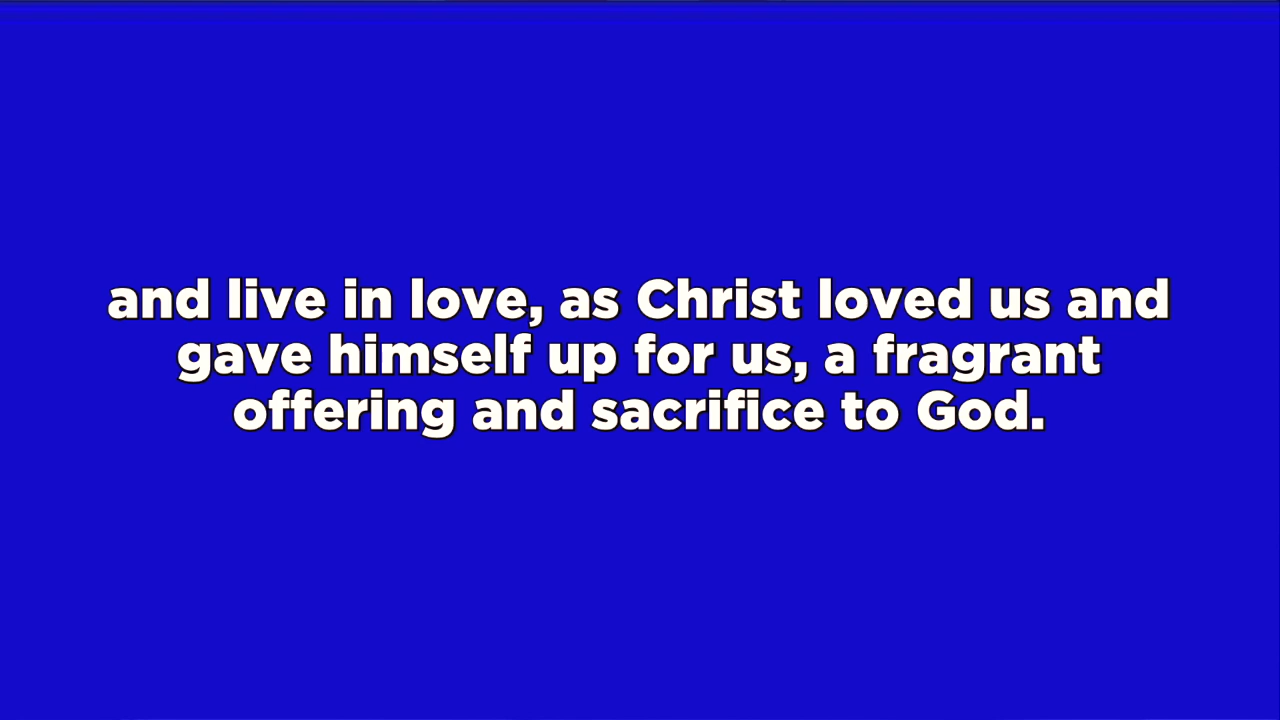 and live in love, as Christ loved us and
gave himself up for us, a fragrant
offering and sacrifice to God.